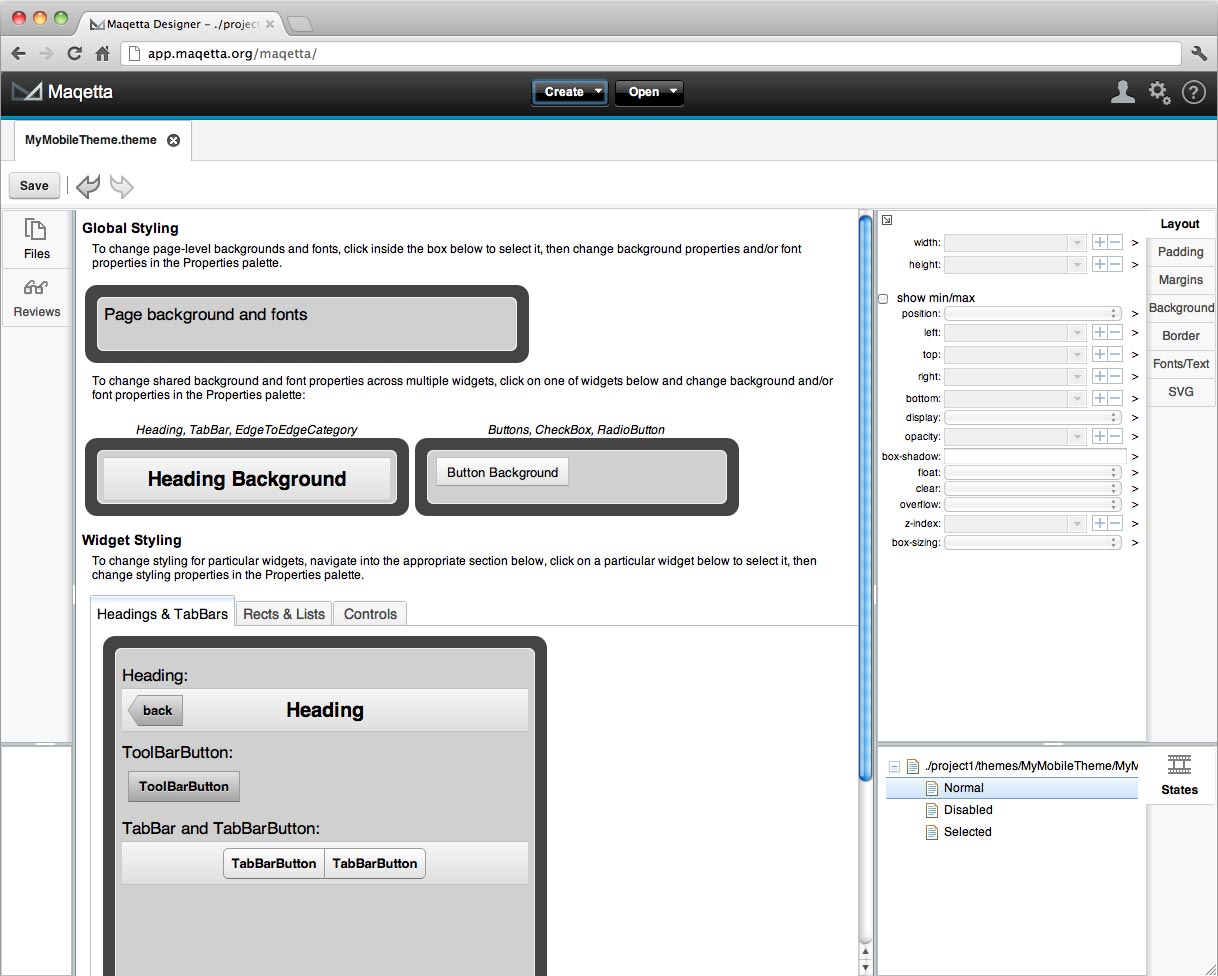 Maqetta Designer – ./project
app.maqetta.org/maqetta/
Maqetta
Create
Open
?
MyMobileTheme.theme
Save
Files
Reviews
Global Styling
To change page-level backgrounds and fonts, click inside the box below to select it, then change background properties and/or font
properties in the Properties palette.
Page background and fonts
To change shared background and font properties across multiple widgets, click on one of widgets below and change background and/or
font properties in the Properties palette:
Heading, TabBar, EdgeToEdgeCategory
Buttons, CheckBox, RadioButton
Heading Background
Button Background
Widget Styling
To change styling for particular widgets, navigate into the appropriate section below, click on a particular widget below to select it, then
change styling properties in the Properties palette.
Headings & TabBars
Rects & Lists
Controls
Heading:
back
Heading
ToolBarButton:
ToolBarButton
TabBar and TabBarButton:
TabBarButton
TabBarButton
width: >
height: >
show min/max
position: >
left: >
top: >
right: >
bottom: >
display: >
opacity: >
box-shadow: >
float: >
clear: >
overflow: >
z-index: >
box-sizing: >
Layout
Padding
Margins
Background
Border
Fonts/Text
SVG
./project1/themes/MyMobileTheme/MyM
Normal
Disabled
Selected
States